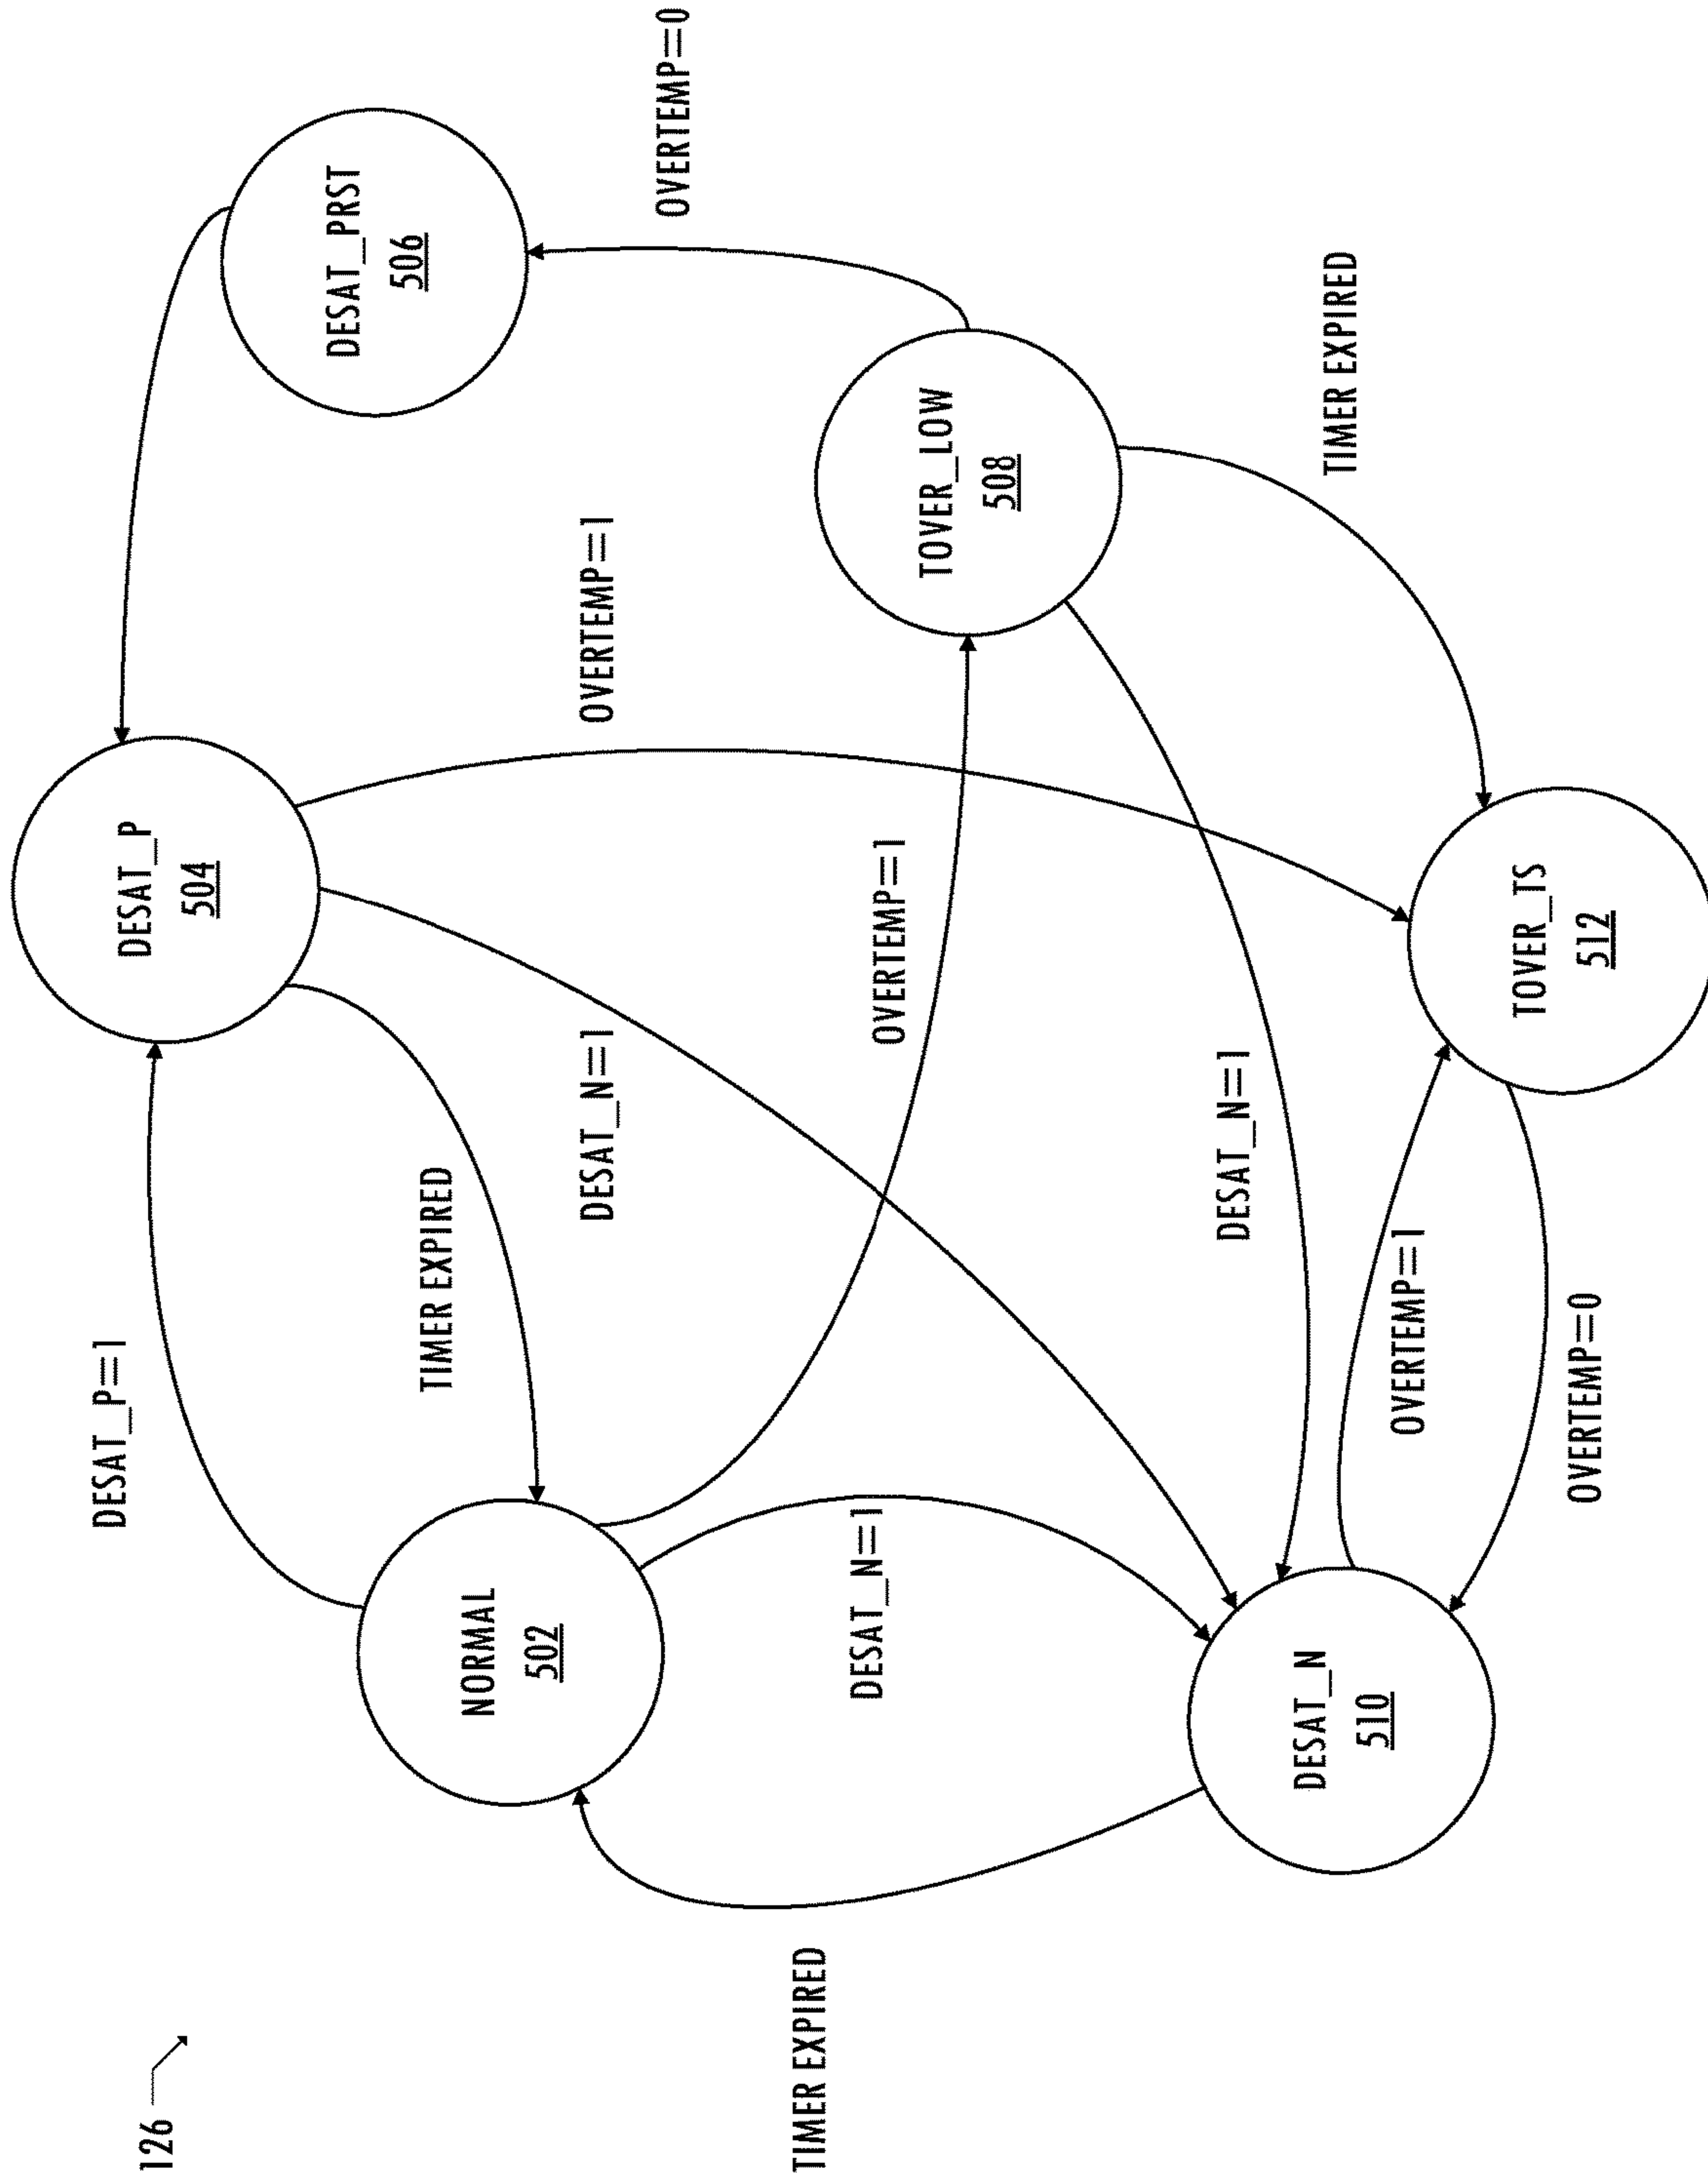 126
DESAT_P==1
DESAT_P
504
DESAT_PRST
506
TIMER EXPIRED
NORMAL
502
DESAT_N==1
OVERTEMP==1
OVERTEMP==0
TIMER EXPIRED
DESAT_N==1
OVERTEMP==1
TOVER_LOW
508
DESAT_N==1
DESAT_N
510
TIMER EXPIRED
OVERTEMP==1
TOVER_TS
512
OVERTEMP==0